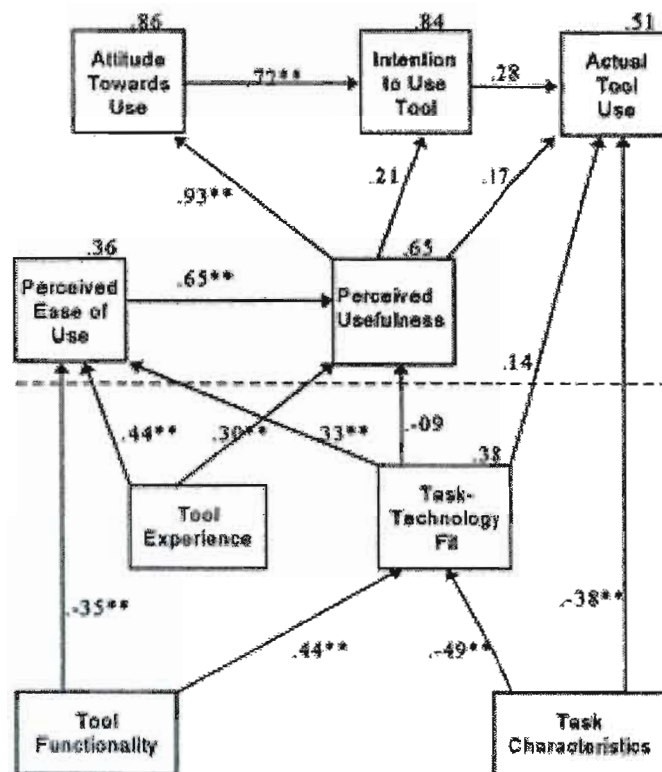 .86
.84
.51
Attitude
Towards
Use
.72**
Intention
to Use
Tool
.28
Actual
Tool
Use
.93**
.21
.17
.36
.65
Perceived
Ease of
Use
.65**
Perceived
Usefulness
.14
.44**
.30**
.33**
.-09
.38
Tool
Experience
Task-
Technology
Fit
.-35**
.44**
.-49**
.-38**
Tool
Functionality
Task
Characteristics